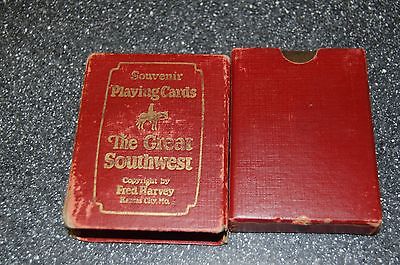 Souvenir
Playing Cards
The Great
Southwest
Copyright by
Fred Harvey
Kansas City, Mo.